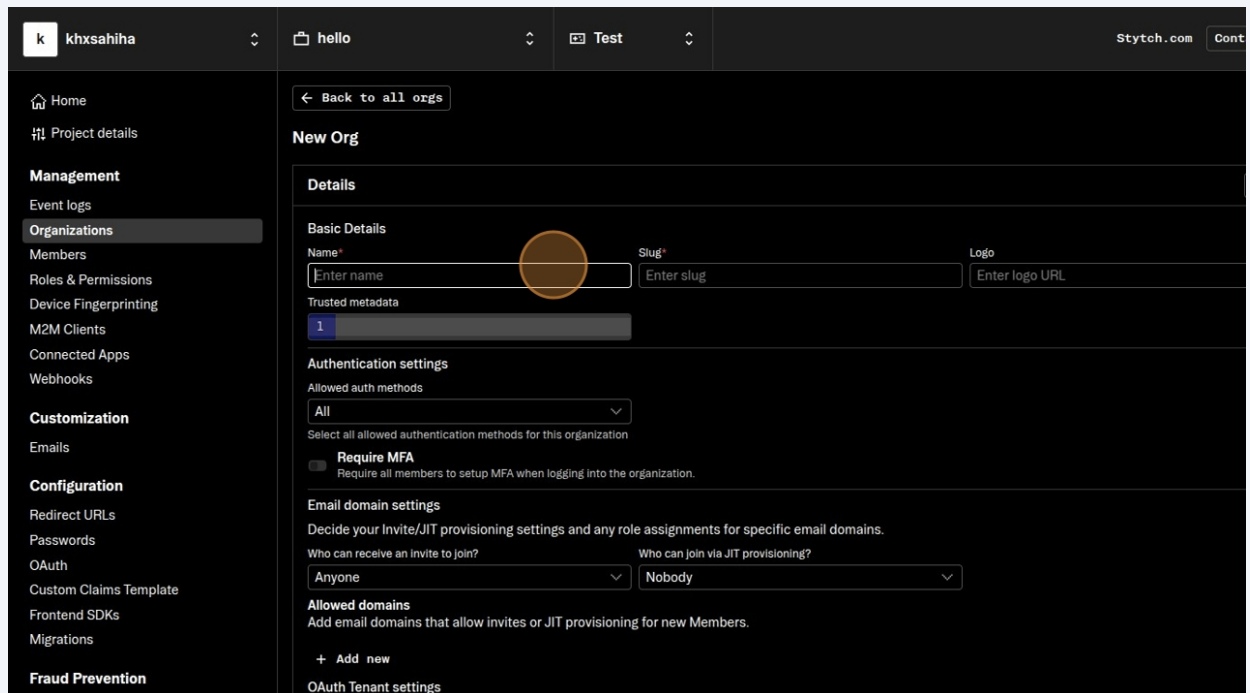 k khxsahiha hello Test Stytch.com Cont
Home
Project details
Management
Event logs
Organizations
Members
Roles & Permissions
Device Fingerprinting
M2M Clients
Connected Apps
Webhooks
Customization
Emails
Configuration
Redirect URLs
Passwords
OAuth
Custom Claims Template
Frontend SDKs
Migrations
Fraud Prevention
← Back to all orgs
New Org
Details
Basic Details
Name* Slug* Logo
Enter name Enter slug Enter logo URL
Trusted metadata
1
Authentication settings
Allowed auth methods
All
Select all allowed authentication methods for this organization
Require MFA
Require all members to setup MFA when logging into the organization.
Email domain settings
Decide your Invite/JIT provisioning settings and any role assignments for specific email domains.
Who can receive an invite to join? Who can join via JIT provisioning?
Anyone Nobody
Allowed domains
Add email domains that allow invites or JIT provisioning for new Members.
+ Add new
OAuth Tenant settings